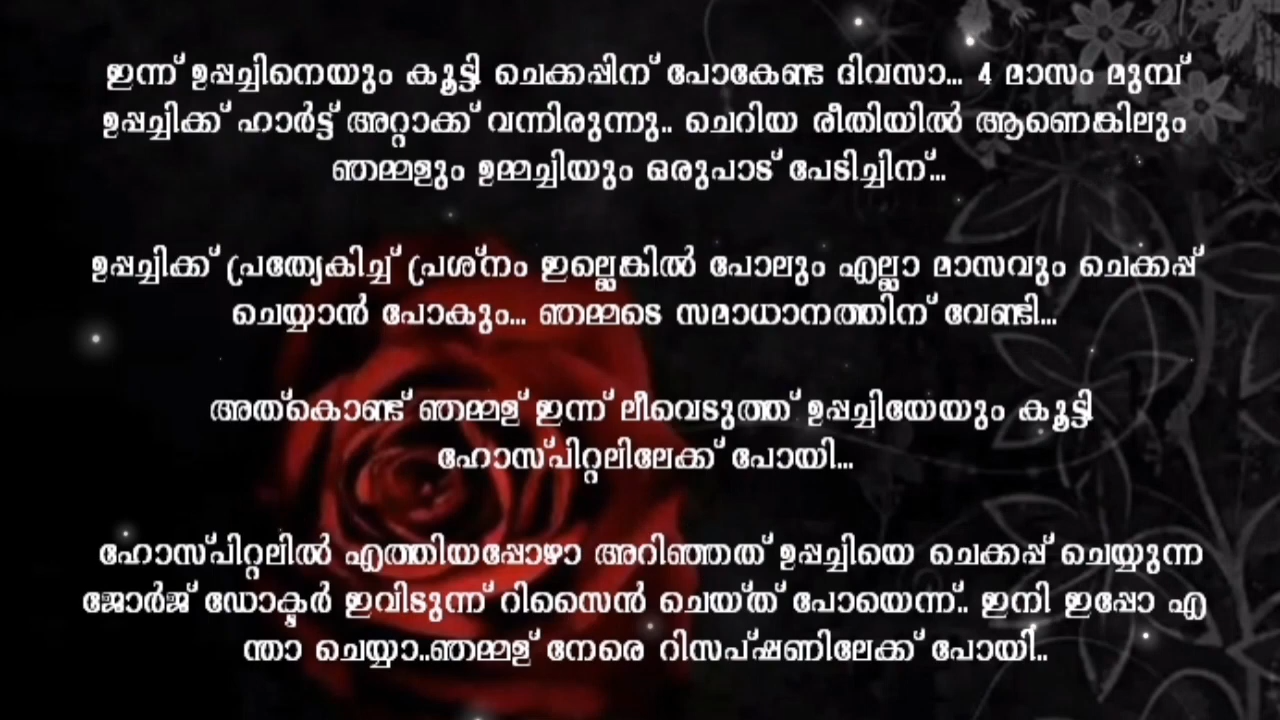 ഇന്ന് ഉപ്പച്ചിനെയും കൂട്ടി ചെക്കപ്പിന് പോകേണ്ട ദിവസാ... 4 മാസം മുമ്പ്
ഉപ്പച്ചിക്ക് ഹാർട്ട് അറ്റാക്ക് വന്നിരുന്നു.. ചെറിയ രീതിയിൽ ആണെങ്കിലും
ഞമ്മളും ഉമ്മച്ചിയും ഒരുപാട് പേടിച്ചിന്...
ഉപ്പച്ചിക്ക് പ്രത്യേകിച്ച് പ്രശ്നം ഇല്ലെങ്കിൽ പോലും എല്ലാ മാസവും ചെക്കപ്പ്
ചെയ്യാൻ പോകും... ഞമ്മടെ സമാധാനത്തിന് വേണ്ടി...
അത്കൊണ്ട് ഞമ്മള് ഇന്ന് ലീവെടുത്ത് ഉപ്പച്ചിയേയും കൂട്ടി
ഹോസ്പിറ്റലിലേക്ക് പോയി...
ഹോസ്പിറ്റലിൽ എത്തിയപ്പോഴാ അറിഞ്ഞത് ഉപ്പച്ചിയെ ചെക്കപ്പ് ചെയ്യുന്ന
ജോർജ് ഡോക്ടർ ഇവിടുന്ന് റിസൈൻ ചെയ്ത് പോയെന്ന്.. ഇനി ഇപ്പോ എ
ന്താ ചെയ്യാ..ഞമ്മള് നേരെ റിസപ്ഷണിലേക്ക് പോയി..